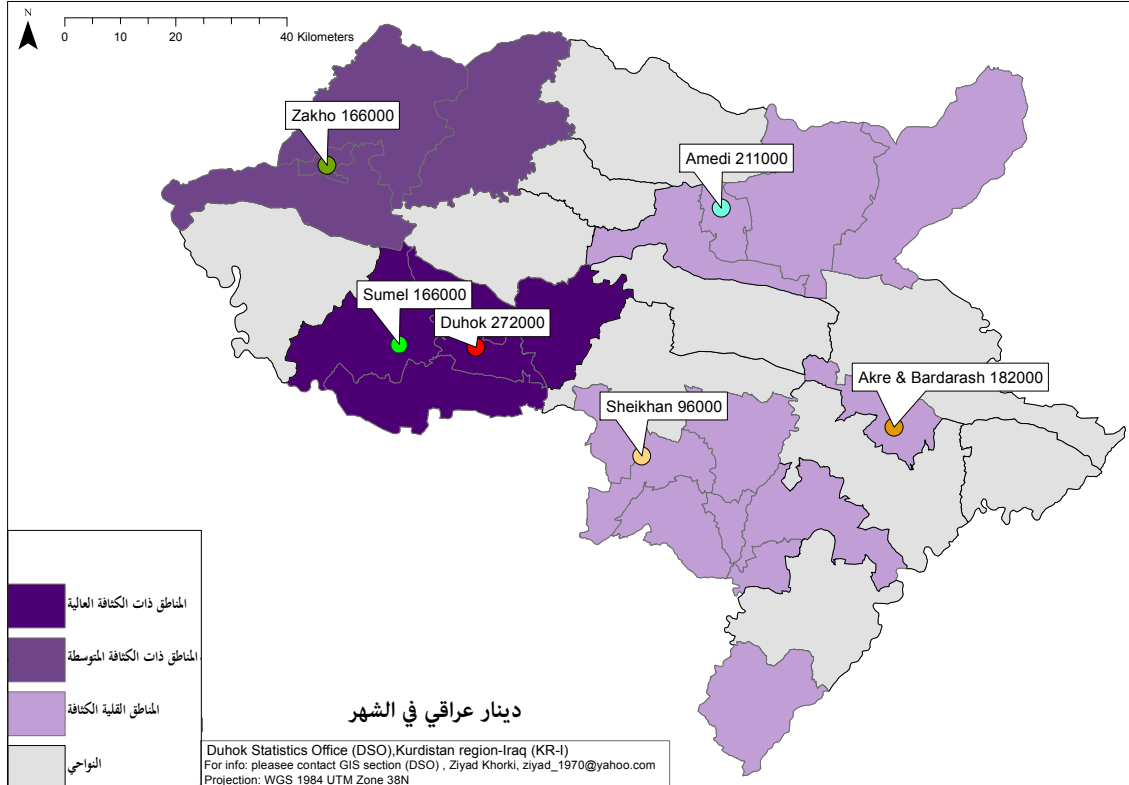 N
0 10 20 40 Kilometers
Zakho 166000
Amedi 211000
Sumel 166000
Duhok 272000
Akre & Bardarash 182000
Sheikhan 96000
المناطق ذات الكثافة العالية
المناطق ذات الكثافة المتوسطة
المناطق القلية الكثافة
النواحي
دينار عراقي في الشهر
Duhok Statistics Office (DSO),Kurdistan region-Iraq (KR-I)
For info: pleasee contact GIS section (DSO) , Ziyad Khorki, ziyad_1970@yahoo.com
Projection: WGS 1984 UTM Zone 38N